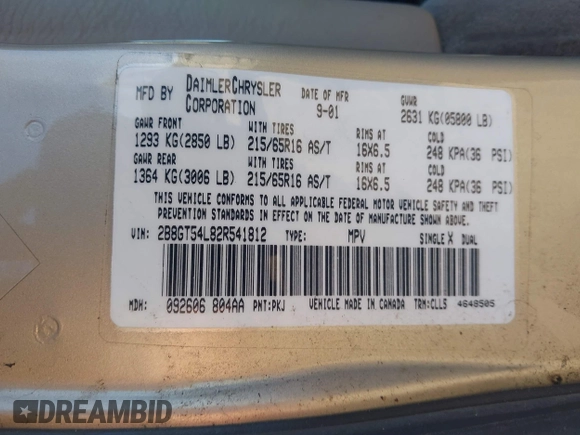 MFD BY DAIMLERCHRYSLER CORPORATION DATE OF MFR 9-01 GVWR 2631 KG(05800 LB)
GAWR FRONT WITH TIRES RIMS AT COLD
1293 KG(2850 LB) 215/65R16 AS/T 16X6.5 248 KPA(36 PSI)
GAWR REAR WITH TIRES RIMS AT COLD
1364 KG(3006 LB) 215/65R16 AS/T 16X6.5 248 KPA(36 PSI)
THIS VEHICLE CONFORMS TO ALL APPLICABLE FEDERAL MOTOR VEHICLE SAFETY AND THEFT
PREVENTION STANDARDS IN EFFECT ON THE DATE OF MANUFACTURE SHOWN ABOVE.
VIN: 2B8GT54L82R541812 TYPE: MPV SINGLE X DUAL
MDH: 092606 804AA PNT:PKJ VEHICLE MADE IN CANADA TRM:CLL5 4648505
DREAMBID